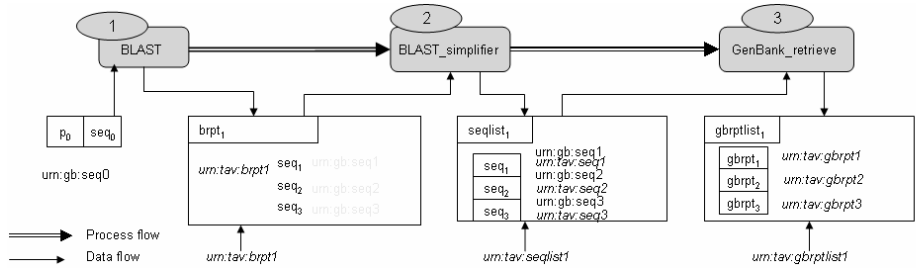 1
BLAST
2
BLAST_simplifier
3
GenBank_retrieve
p0 seq0
urn:gb:seq0
brpt1
urn:tav:brpt1
seq1 urn:gb:seq1
seq2 urn:gb:seq2
seq3 urn:gb:seq3
urn:tav:brpt1
seqlist1
seq1
seq2
seq3
urn:gb:seq1
urn:tav:seq1
urn:gb:seq2
urn:tav:seq2
urn:gb:seq3
urn:tav:seq3
urn:tav:seqlist1
gbrptlist1
gbrpt1 urn:tav:gbrpt1
gbrpt2 urn:tav:gbrpt2
gbrpt3 urn:tav:gbrpt3
urn:tav:gbrptlist1
Process flow
Data flow